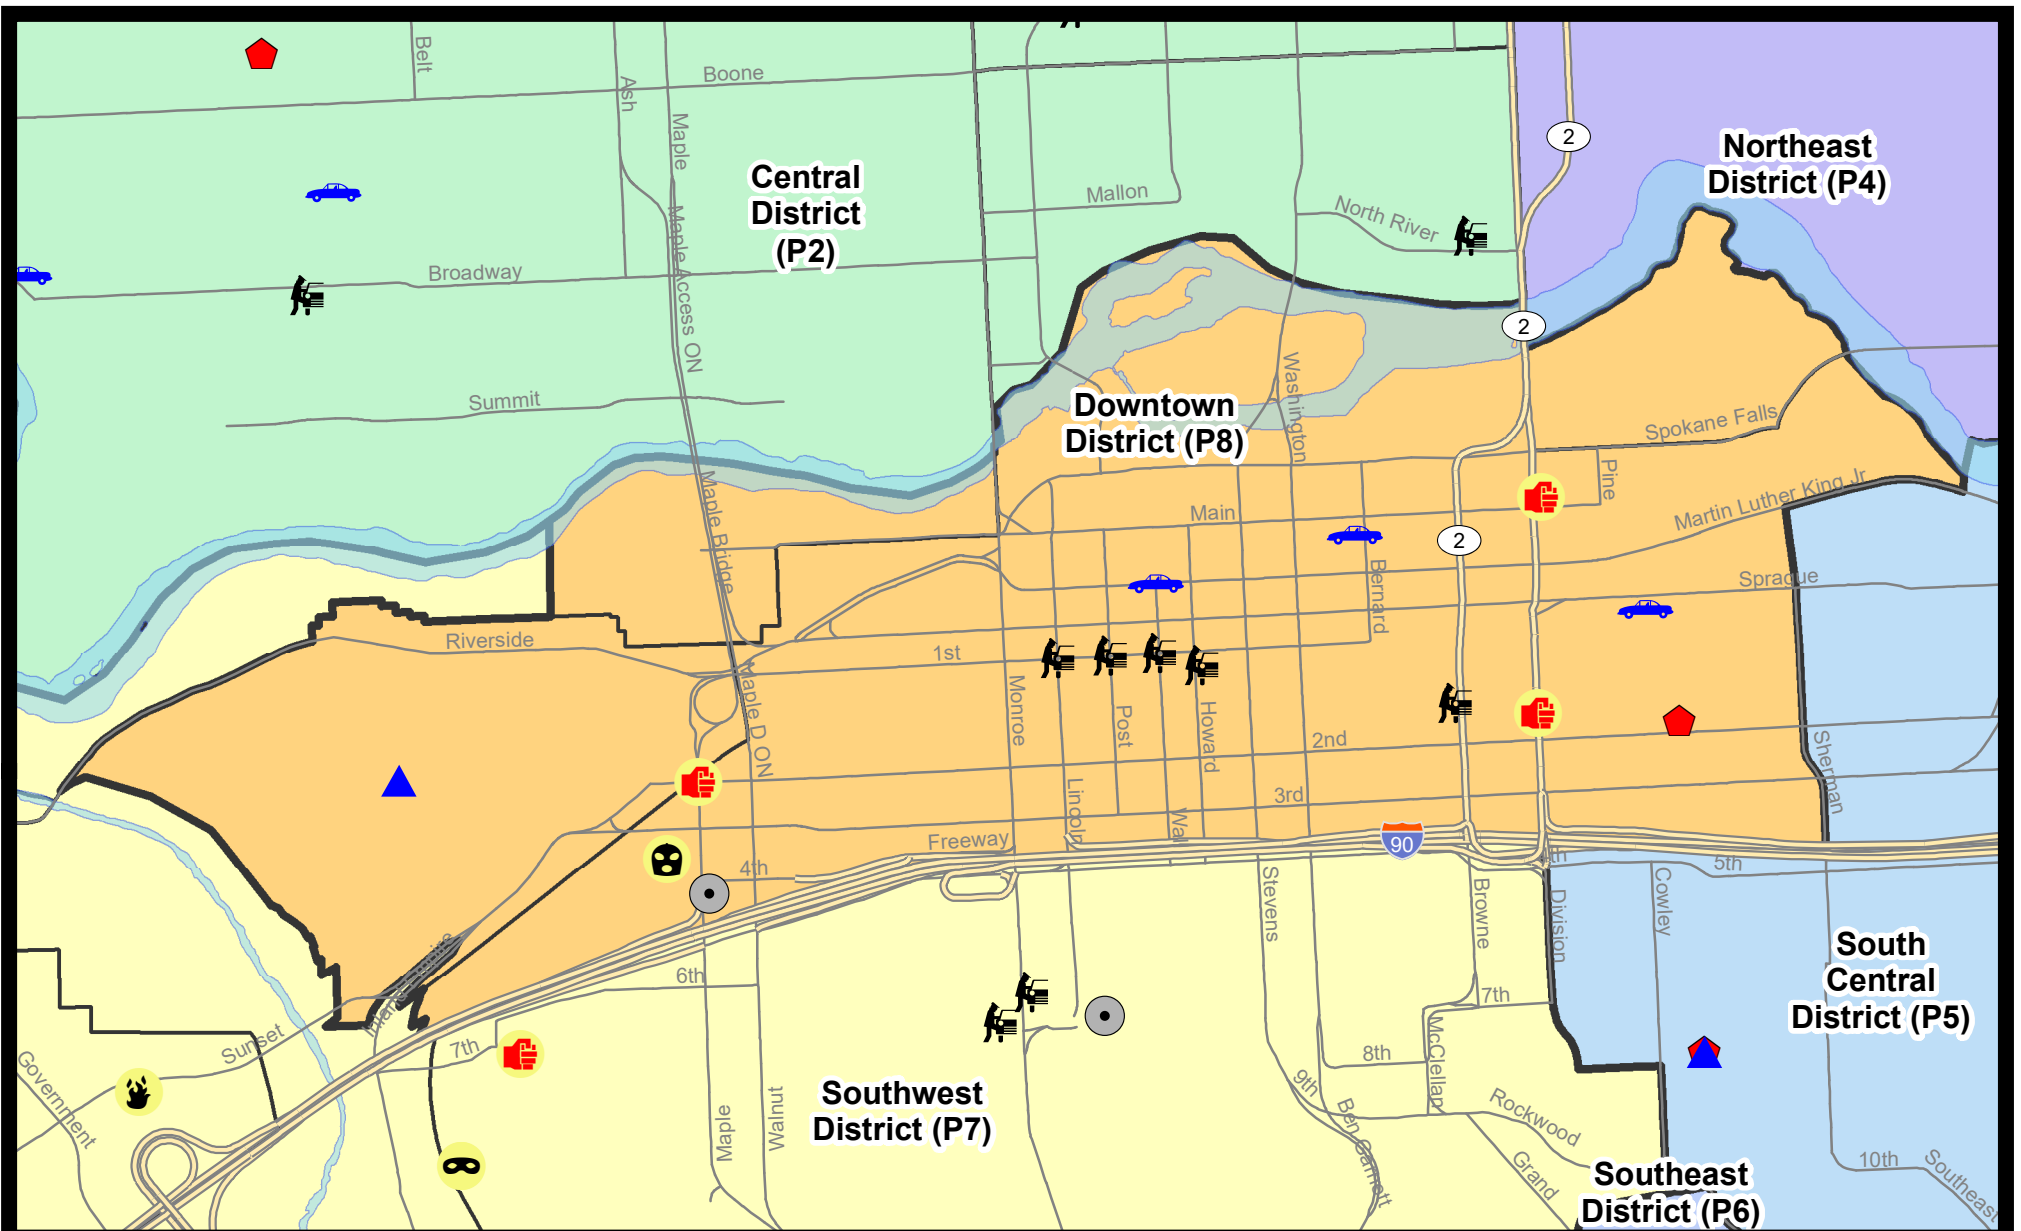 Belt
Ash
Maple
Boone
2
Northeast
District (P4)
Central
District
(P2)
Mallon
North River
Maple Access ON
Broadway
2
Summit
Washington
Downtown
District (P8)
Spokane Falls
Pine
Main
Martin Luther King Jr
2
Maple Bridge
Bernard
Sprague
Riverside
1st
Maple D ON
Monroe
Post
Howard
2nd
Sherman
3rd
Lincoln
Wal
Freeway
90
4th
4th
5th
Stevens
Browne
Division
Cowley
South
Central
District (P5)
6th
7th
Sunset
7th
McClellan
8th
Government
9th
Southwest
District (P7)
Maple
Walnut
Ben Garnett
Rockwood
Grand
Southeast
District (P6)
10th
Southeast